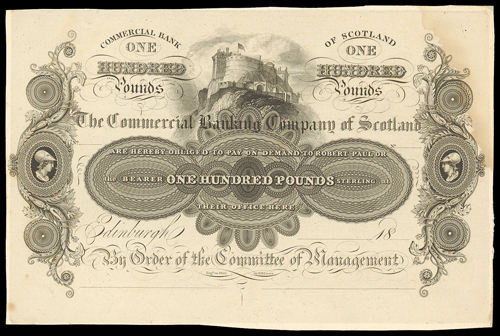 COMMERCIAL BANK OF SCOTLAND
ONE ONE
HUNDRED HUNDRED
Pounds Pounds
The Commercial Banking Company of Scotland
ARE HEREBY OBLIGED TO PAY ON DEMAND TO ROBERT PAUL OR
the BEARER ONE HUNDRED POUNDS STERLING, at
THEIR OFFICE HERE
Edinburgh 18
By Order of the Committee of Management